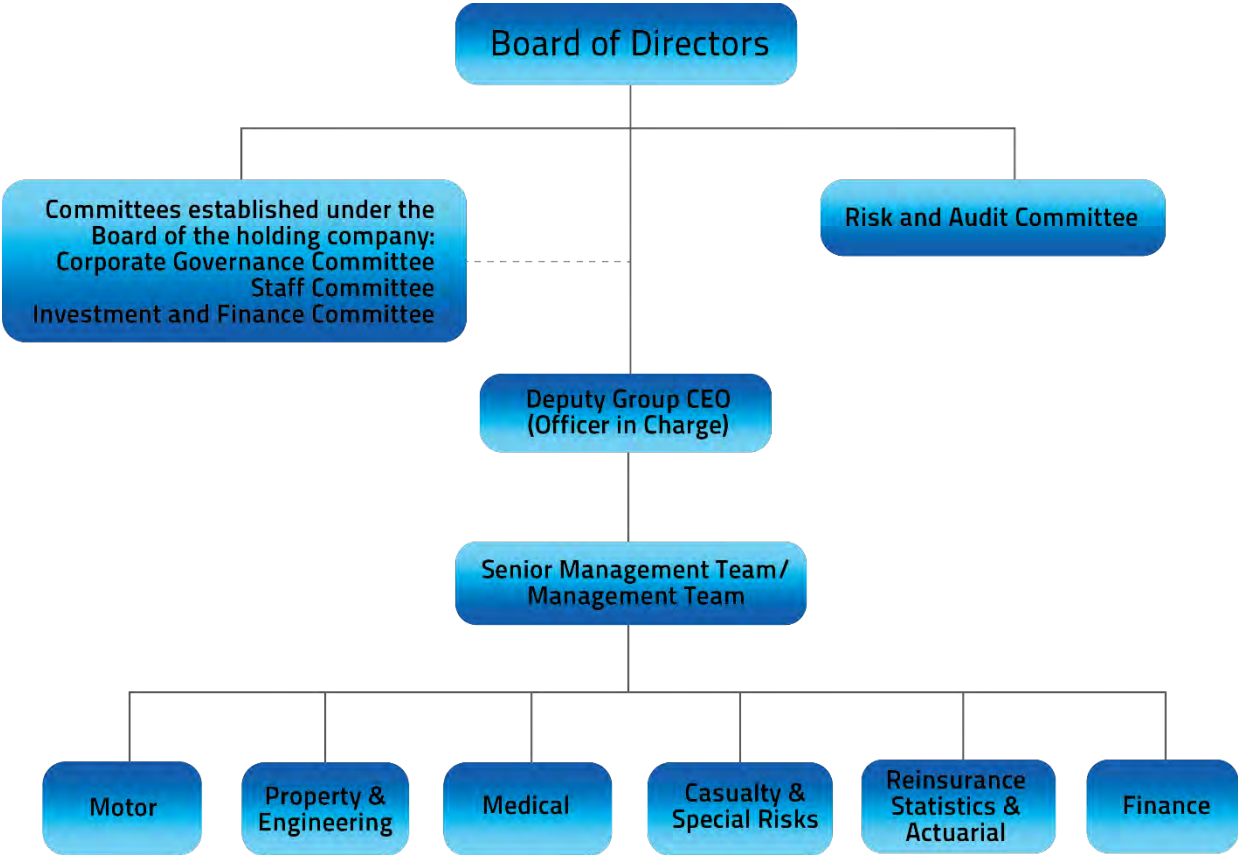 Board of Directors
Committees established under the
Board of the holding company:
Corporate Governance Committee
Staff Committee
Investment and Finance Committee
Risk and Audit Committee
Deputy Group CEO
(Officer in Charge)
Senior Management Team/
Management Team
Motor
Property &
Engineering
Medical
Casualty &
Special Risks
Reinsurance
Statistics &
Actuarial
Finance